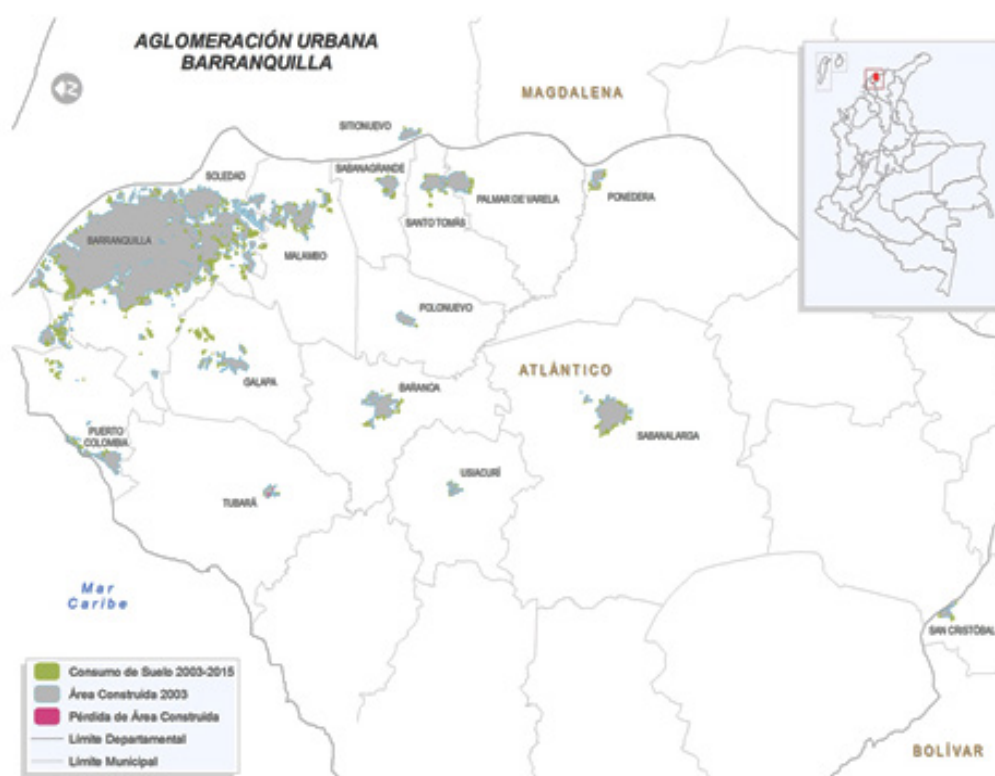 AGLOMERACIÓN URBANA
BARRANQUILLA
N
MAGDALENA
SITIONUEVO
SABANAGRANDE
SOLEDAD
PALMAR DE VARELA
PONEDERA
SANTO TOMÁS
BARRANQUILLA
MALAMBO
POLONUEVO
ATLÁNTICO
GALAPA
BARANOA
PUERTO
COLOMBIA
SABANALARGA
USIACURÍ
TUBARÁ
Mar
Caribe
SAN CRISTÓBAL
Consumo de Suelo 2003-2015
Área Construida 2003
Pérdida de Área Construida
Límite Departamental
Límite Municipal
BOLÍVAR